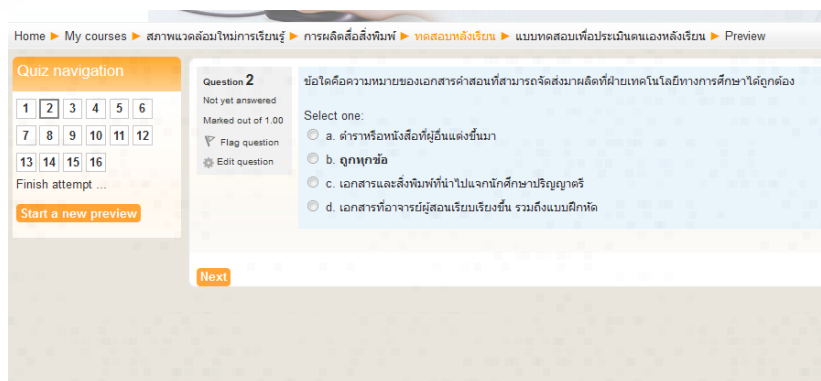 Home ► My courses ► สภาพแวดล้อมใหม่การเรียนรู้ ► การผลิตสื่อสิ่งพิมพ์ ► ทดสอบหลังเรียน ► แบบทดสอบเพื่อประเมินตนเองหลังเรียน ► Preview
Quiz navigation
1 2 3 4 5 6
7 8 9 10 11 12
13 14 15 16
Finish attempt ...
Start a new preview
Question 2
Not yet answered
Marked out of 1.00
Flag question
Edit question
ข้อใดคือความหมายของเอกสารคำสอนที่สามารถจัดส่งมาผลิตที่ฝ่ายเทคโนโลยีทางการศึกษาได้ถูกต้อง
Select one:
a. ตำราหรือหนังสือที่ผู้อื่นแต่งขึ้นมา
b. ถูกทุกข้อ
c. เอกสารและสิ่งพิมพ์ที่นำไปแจกนักศึกษาปริญญาตรี
d. เอกสารที่อาจารย์ผู้สอนเรียบเรียงขึ้น รวมถึงแบบฝึกหัด
Next